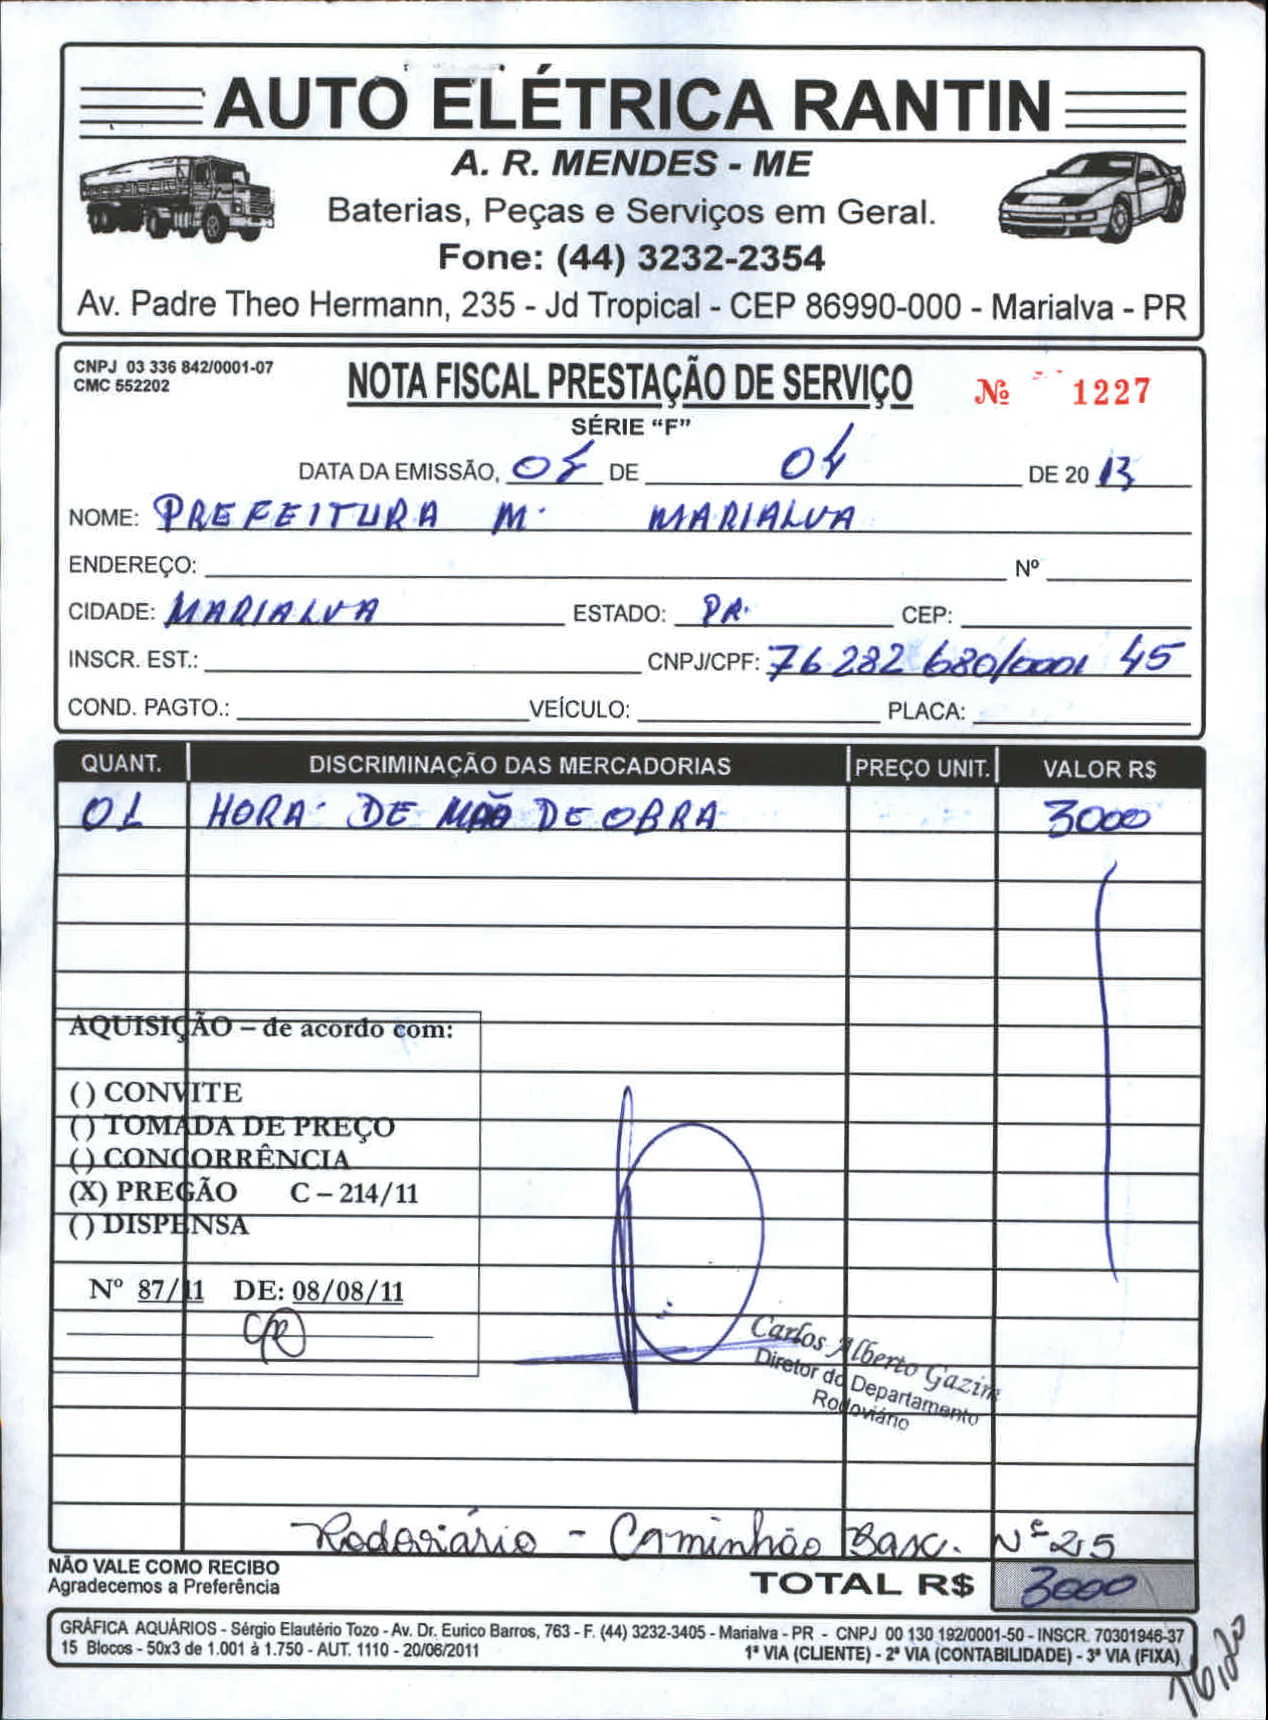 AUTO ELÉTRICA RANTIN
A. R. MENDES - ME
Baterias, Peças e Serviços em Geral.
Fone: (44) 3232-2354
Av. Padre Theo Hermann, 235 - Jd Tropical - CEP 86990-000 - Marialva - PR
CNPJ 03 336 842/0001-07
CMC 552202
NOTA FISCAL PRESTAÇÃO DE SERVIÇO Nº 1227
SÉRIE “F”
DATA DA EMISSÃO, DE 04 DE 20 13
NOME: PREFEITURA M. MARIALVA
ENDEREÇO: Nº
CIDADE: MARIALVA ESTADO: PR. CEP:
INSCR. EST.: CNPJ/CPF: 76 282 680/0001 45
COND. PAGTO.: VEÍCULO: PLACA:
QUANT. DISCRIMINAÇÃO DAS MERCADORIAS PREÇO UNIT. VALOR R$
01 HORA DE MÃO DE OBRA 3000
AQUISIÇÃO – de acordo com:
( ) CONVITE
( ) TOMADA DE PREÇO
( ) CONCORRÊNCIA
(X) PREGÃO C – 214/11
( ) DISPENSA
Nº 87/11 DE: 08/08/11
Carlos Alberto Gazim
Diretor do Departamento
Rodoviário
Rodoviário - Caminhão Basc. Nº 25
NÃO VALE COMO RECIBO
Agradecemos a Preferência
TOTAL R$ 3000
GRÁFICA AQUÁRIOS - Sérgio Elautério Tozo - Av. Dr. Eurico Barros, 763 - F. (44) 3232-3405 - Marialva - PR - CNPJ 00 130 192/0001-50 - INSCR. 70301946-37
15 Blocos - 50x3 de 1.001 à 1.750 - AUT. 1110 - 20/06/2011 1ª VIA (CLIENTE) - 2ª VIA (CONTABILIDADE) - 3ª VIA (FIXA)